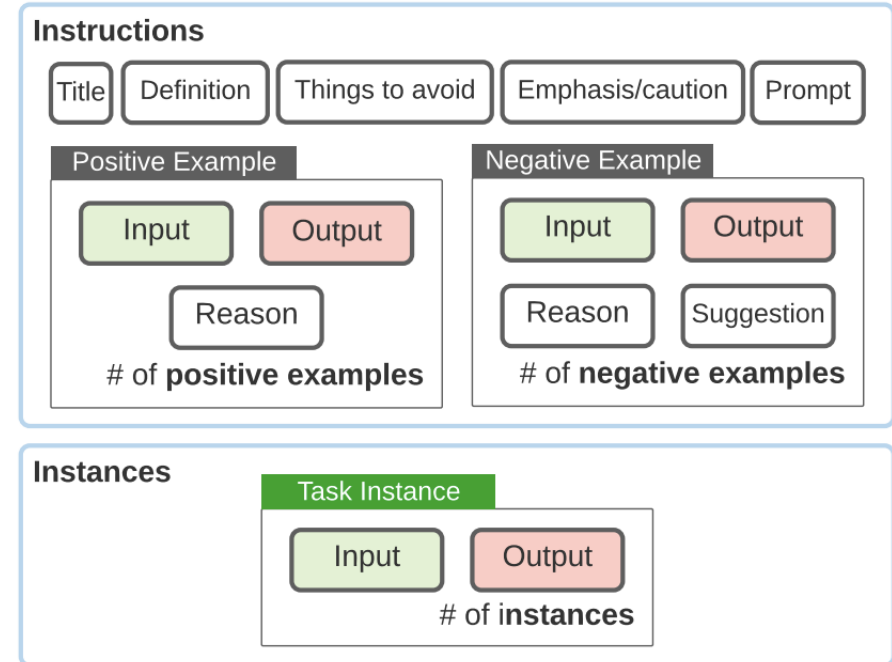 Instructions
Title Definition Things to avoid Emphasis/caution Prompt
Positive Example
Input Output
Reason
# of positive examples
Negative Example
Input Output
Reason Suggestion
# of negative examples
Instances
Task Instance
Input Output
# of instances